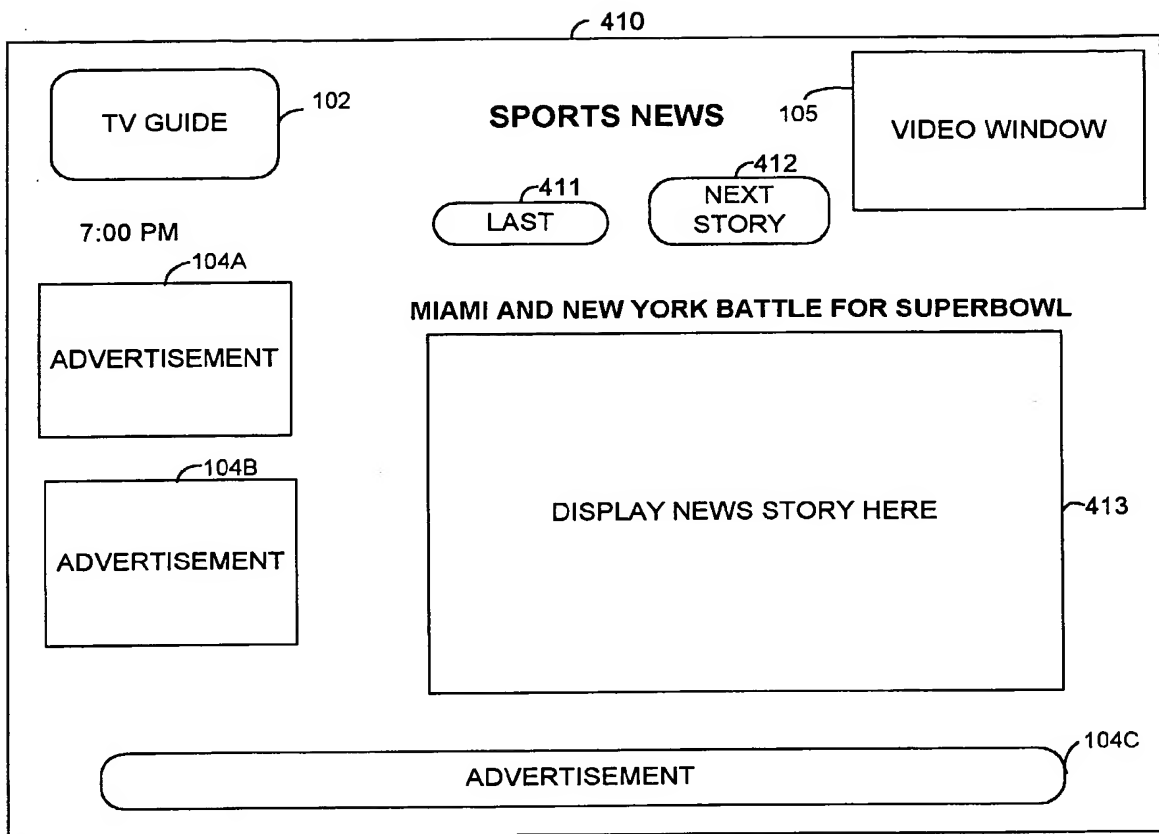 410
TV GUIDE
102
SPORTS NEWS
105
VIDEO WINDOW
411
LAST
412
NEXT
STORY
7:00 PM
104A
ADVERTISEMENT
MIAMI AND NEW YORK BATTLE FOR SUPERBOWL
104B
ADVERTISEMENT
DISPLAY NEWS STORY HERE
413
104C
ADVERTISEMENT